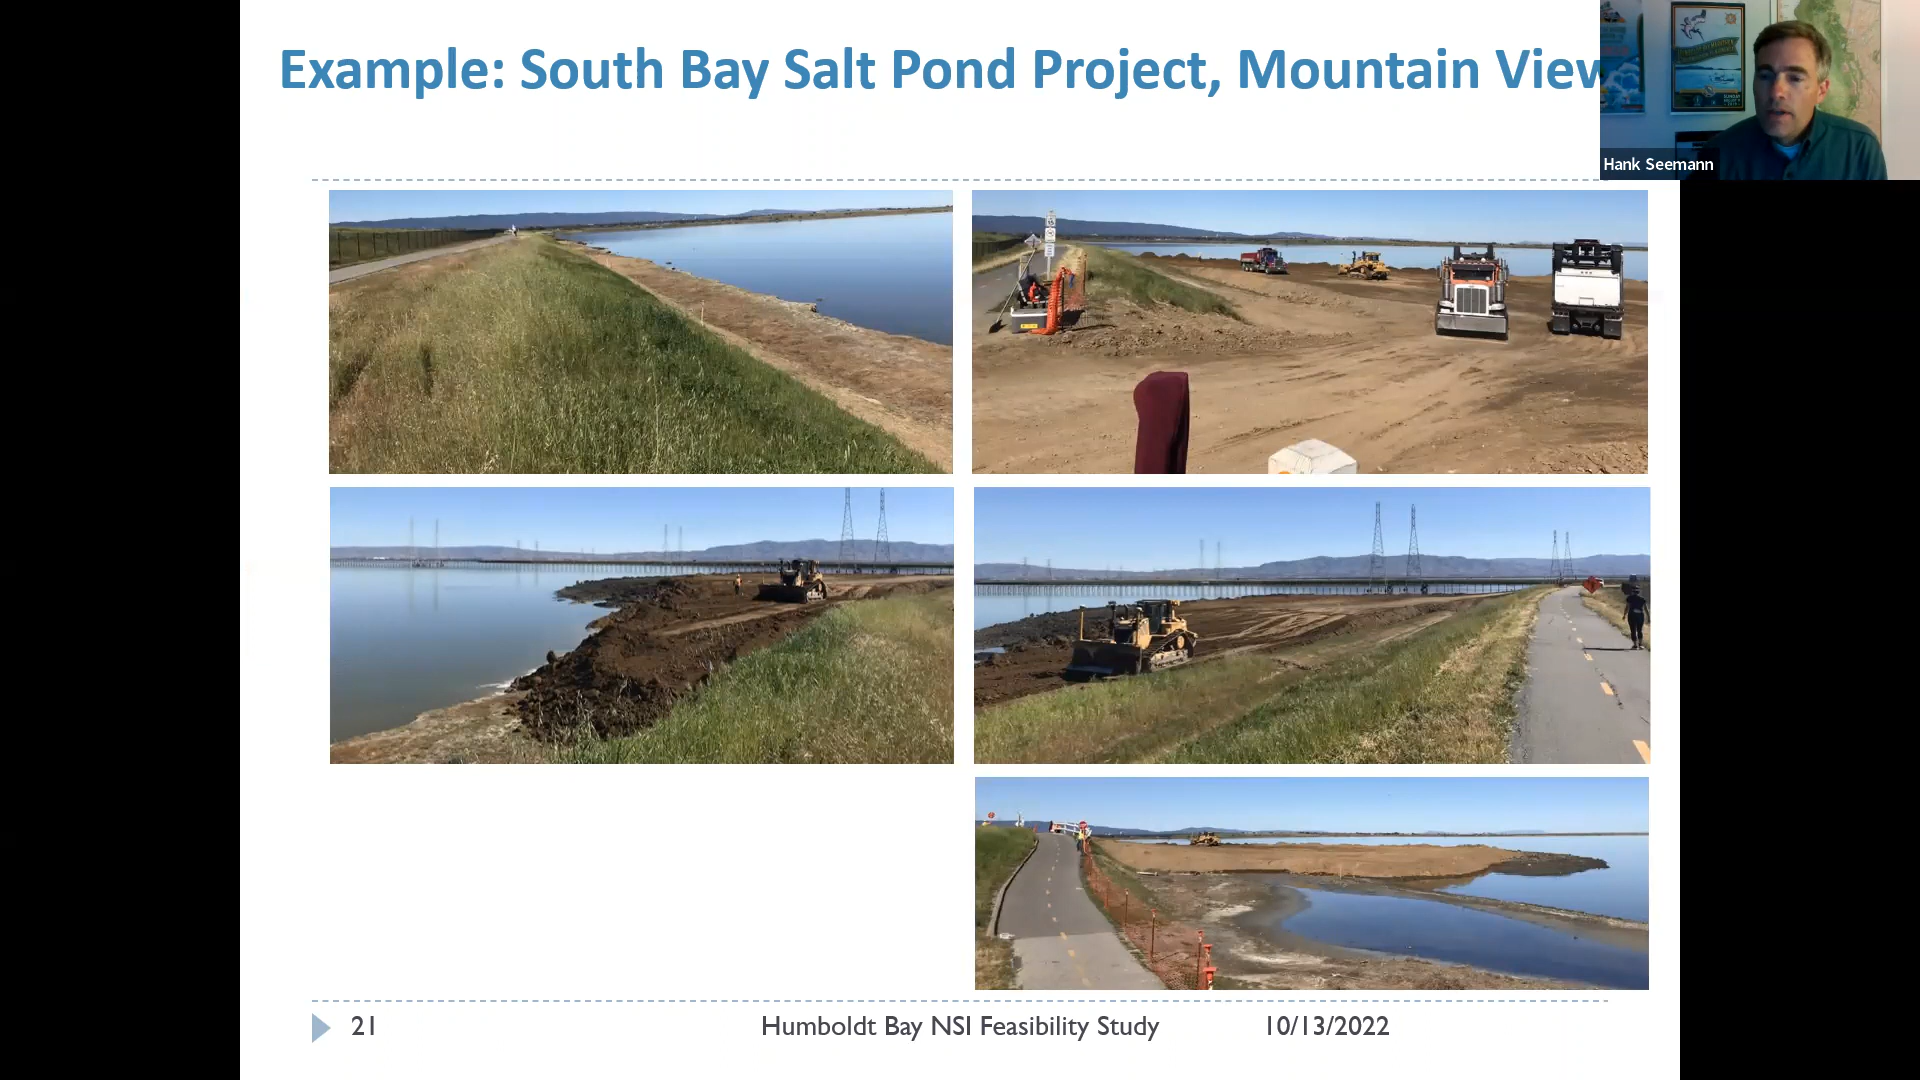 Example: South Bay Salt Pond Project, Mountain View
Hank Seemann
21
Humboldt Bay NSI Feasibility Study
10/13/2022